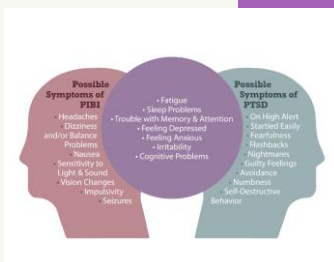 Possible
Symptoms of
PIBI
• Headaches
• Dizziness
and/or Balance
Problems
• Nausea
• Sensitivity to
Light & Sound
• Vision Changes
• Impulsivity
• Seizures
• Fatigue
• Sleep Problems
• Trouble with Memory & Attention
• Feeling Depressed
• Feeling Anxious
• Irritability
• Cognitive Problems
Possible
Symptoms of
PTSD
• On High Alert
• Startled Easily
• Fearfulness
• Flashbacks
• Nightmares
• Guilty Feelings
• Avoidance
• Numbness
• Self-Destructive
Behavior